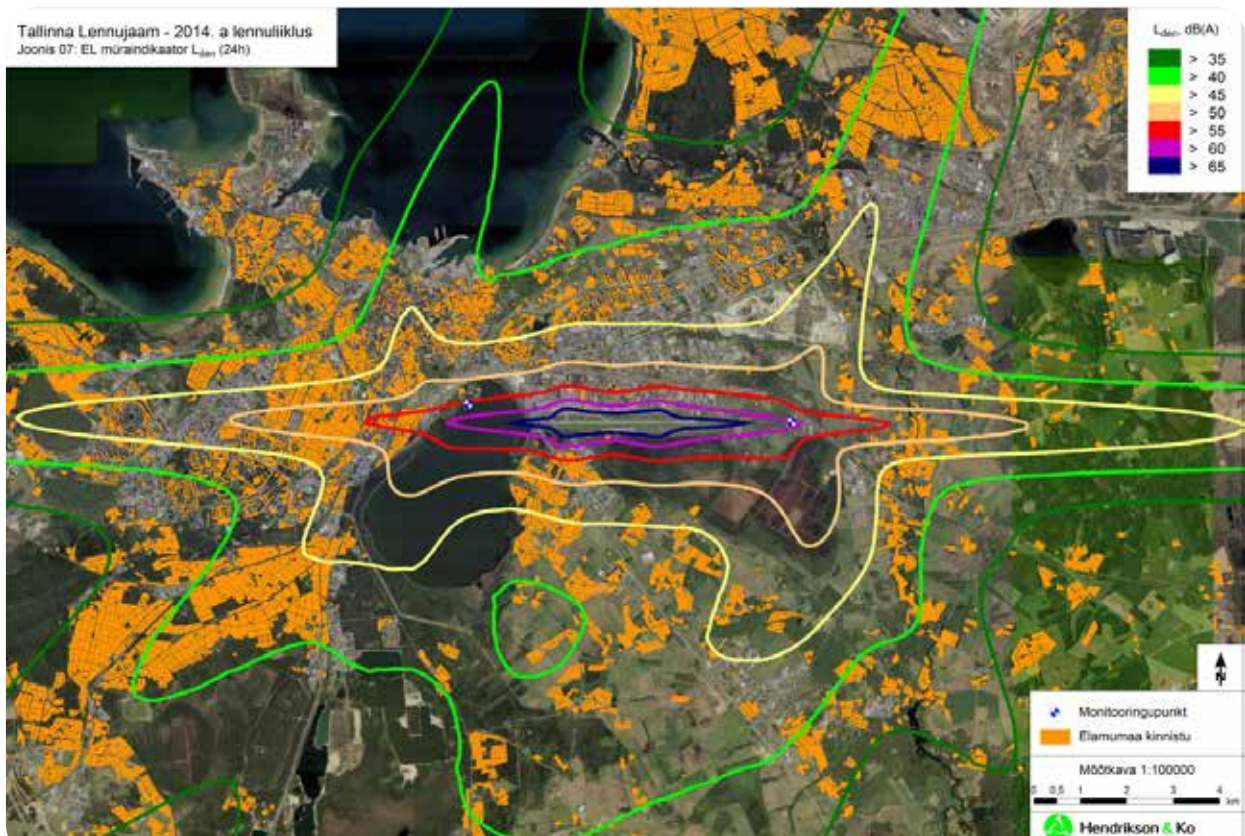 Tallinna Lennujaam - 2014. a lennuliiklus
Joonis 07: EL müraindikaator Lden (24h)
Lden, dB(A)
> 35
> 40
> 45
> 50
> 55
> 60
> 65
N
Monitooringupunkt
Elamumaa kinnistu
Mõõtkava 1:100000
0 0,5 1 2 3 4
km
Hendrikson & Ko